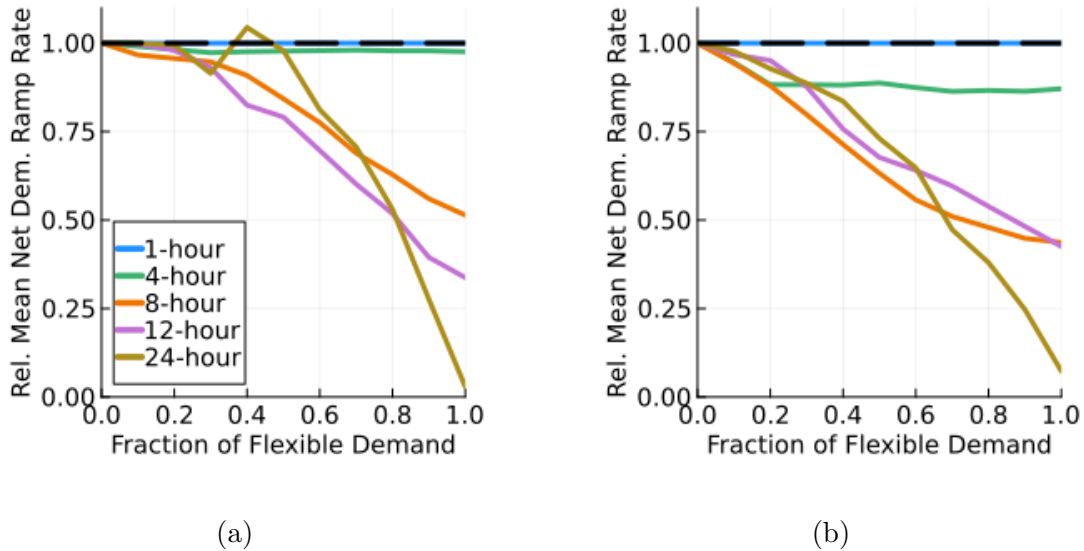 Rel. Mean Net Dem. Ramp Rate
1.00
0.75
0.50
0.25
0.00
1-hour
4-hour
8-hour
12-hour
24-hour
0.0 0.2 0.4 0.6 0.8 1.0
Fraction of Flexible Demand
(a)
Rel. Mean Net Dem. Ramp Rate
1.00
0.75
0.50
0.25
0.00
0.0 0.2 0.4 0.6 0.8 1.0
Fraction of Flexible Demand
(b)